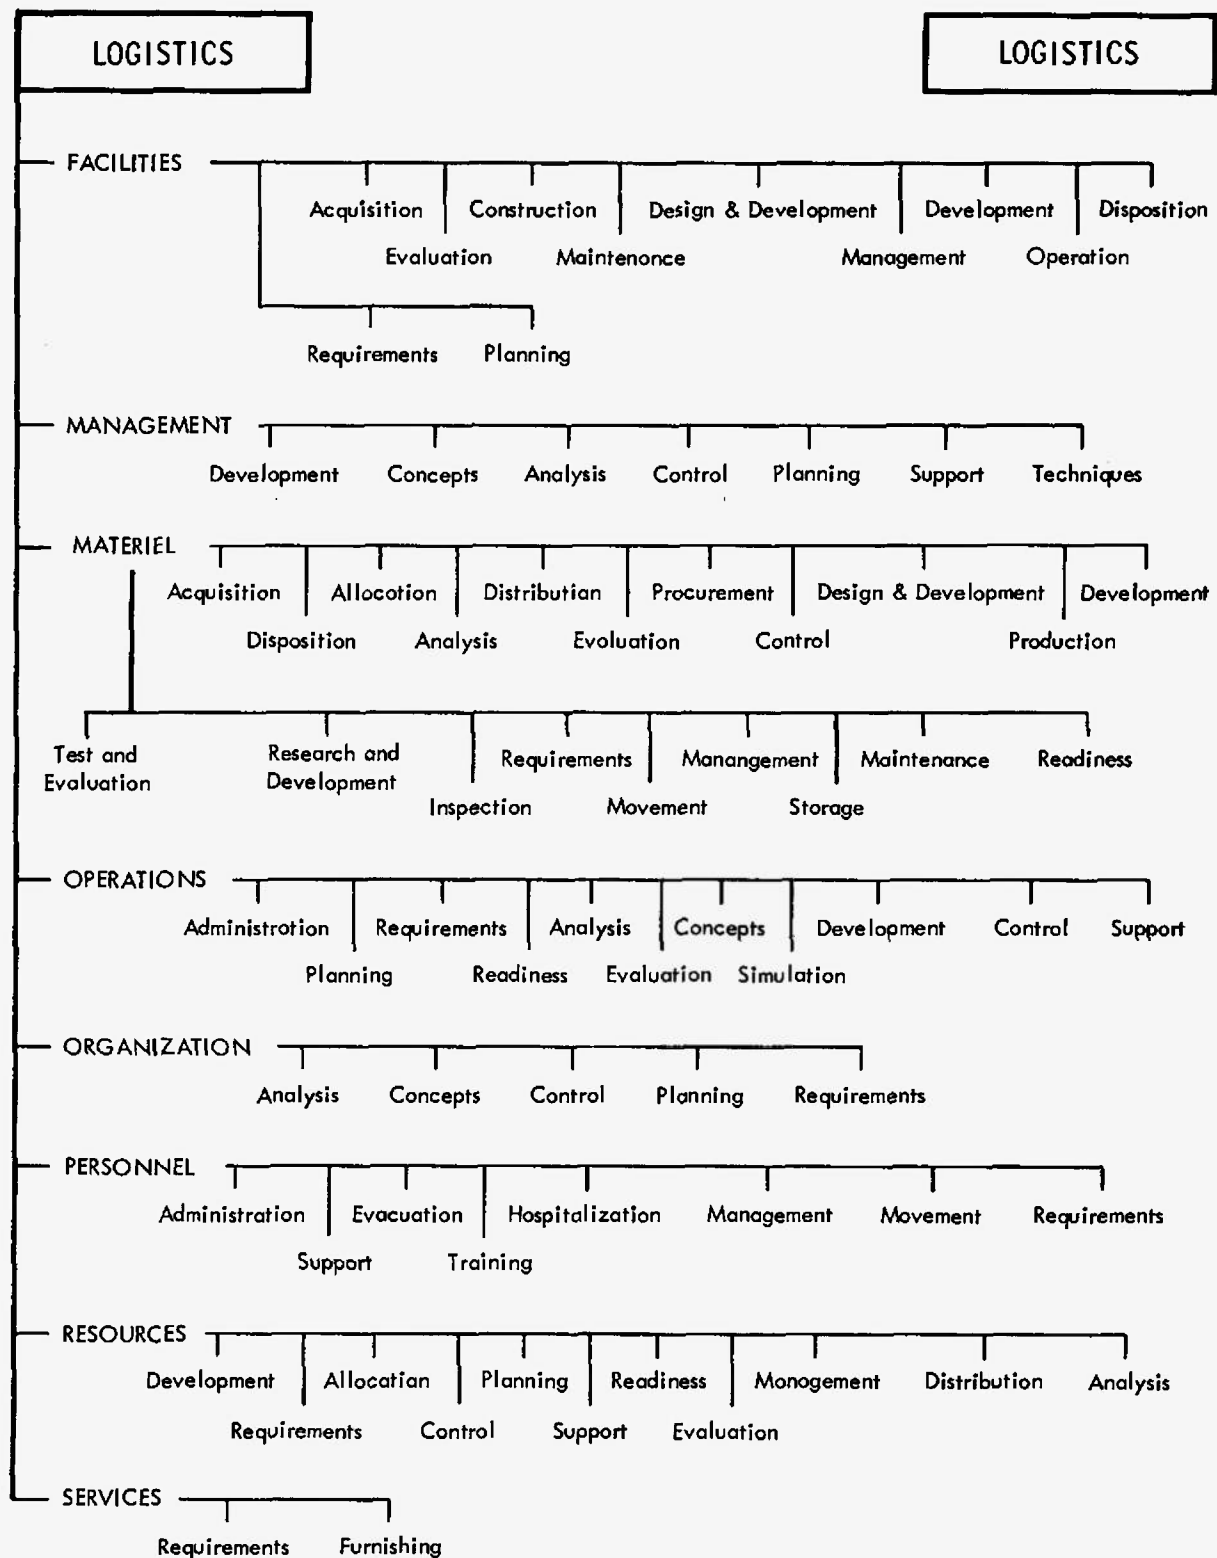 LOGISTICS LOGISTICS
FACILITIES
Acquisition Construction Design & Development Development Disposition
Evaluation Maintenonce Management Operation
Requirements Planning
MANAGEMENT
Development Concepts Analysis Control Planning Support Techniques
MATERIEL
Acquisition Allocotion Distribution Procurement Design & Development Development
Disposition Analysis Evoluation Control Production
Test and Evaluation Research and Development Requirements Manangement Maintenance Readiness
Inspection Movement Storage
OPERATIONS
Administrotion Requirements Analysis Concepts Development Control Support
Planning Readiness Evaluation Simulation
ORGANIZATION
Analysis Concepts Control Planning Requirements
PERSONNEL
Administration Evacuation Hospitalization Management Movement Requirements
Support Training
RESOURCES
Development Allocatian Planning Readiness Monogement Distribution Analysis
Requirements Control Support Evaluation
SERVICES
Requirements Furnishing